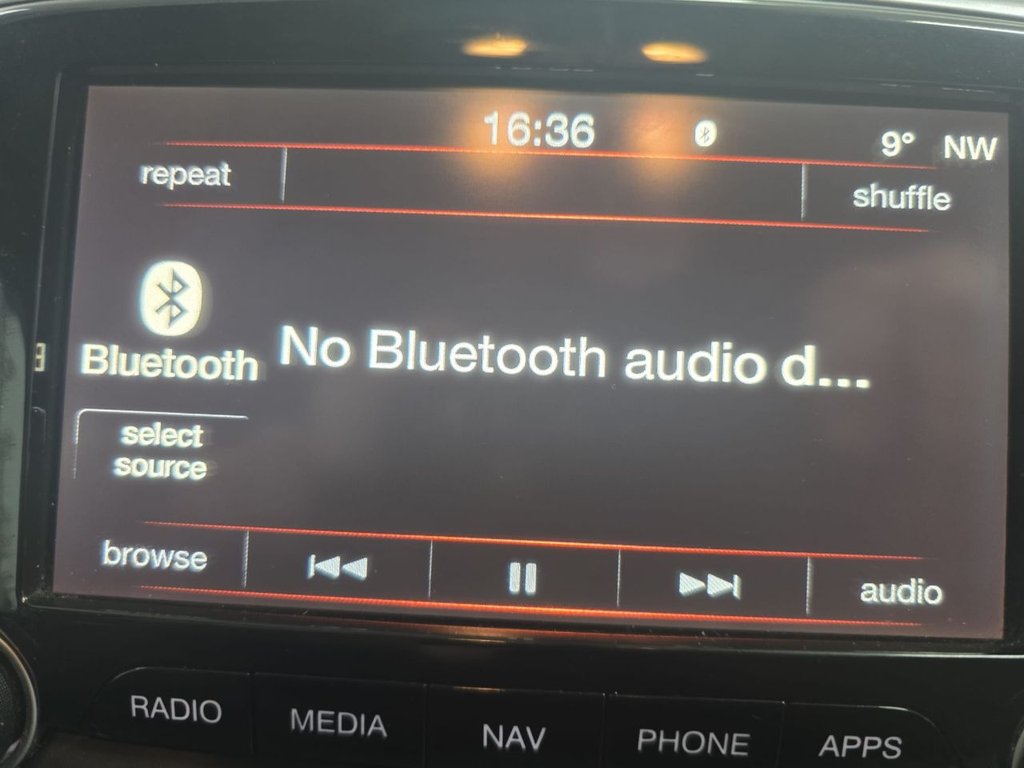 16:36
9° NW
repeat
shuffle
Bluetooth
No Bluetooth audio d...
select
source
browse
audio
RADIO
MEDIA
NAV
PHONE
APPS